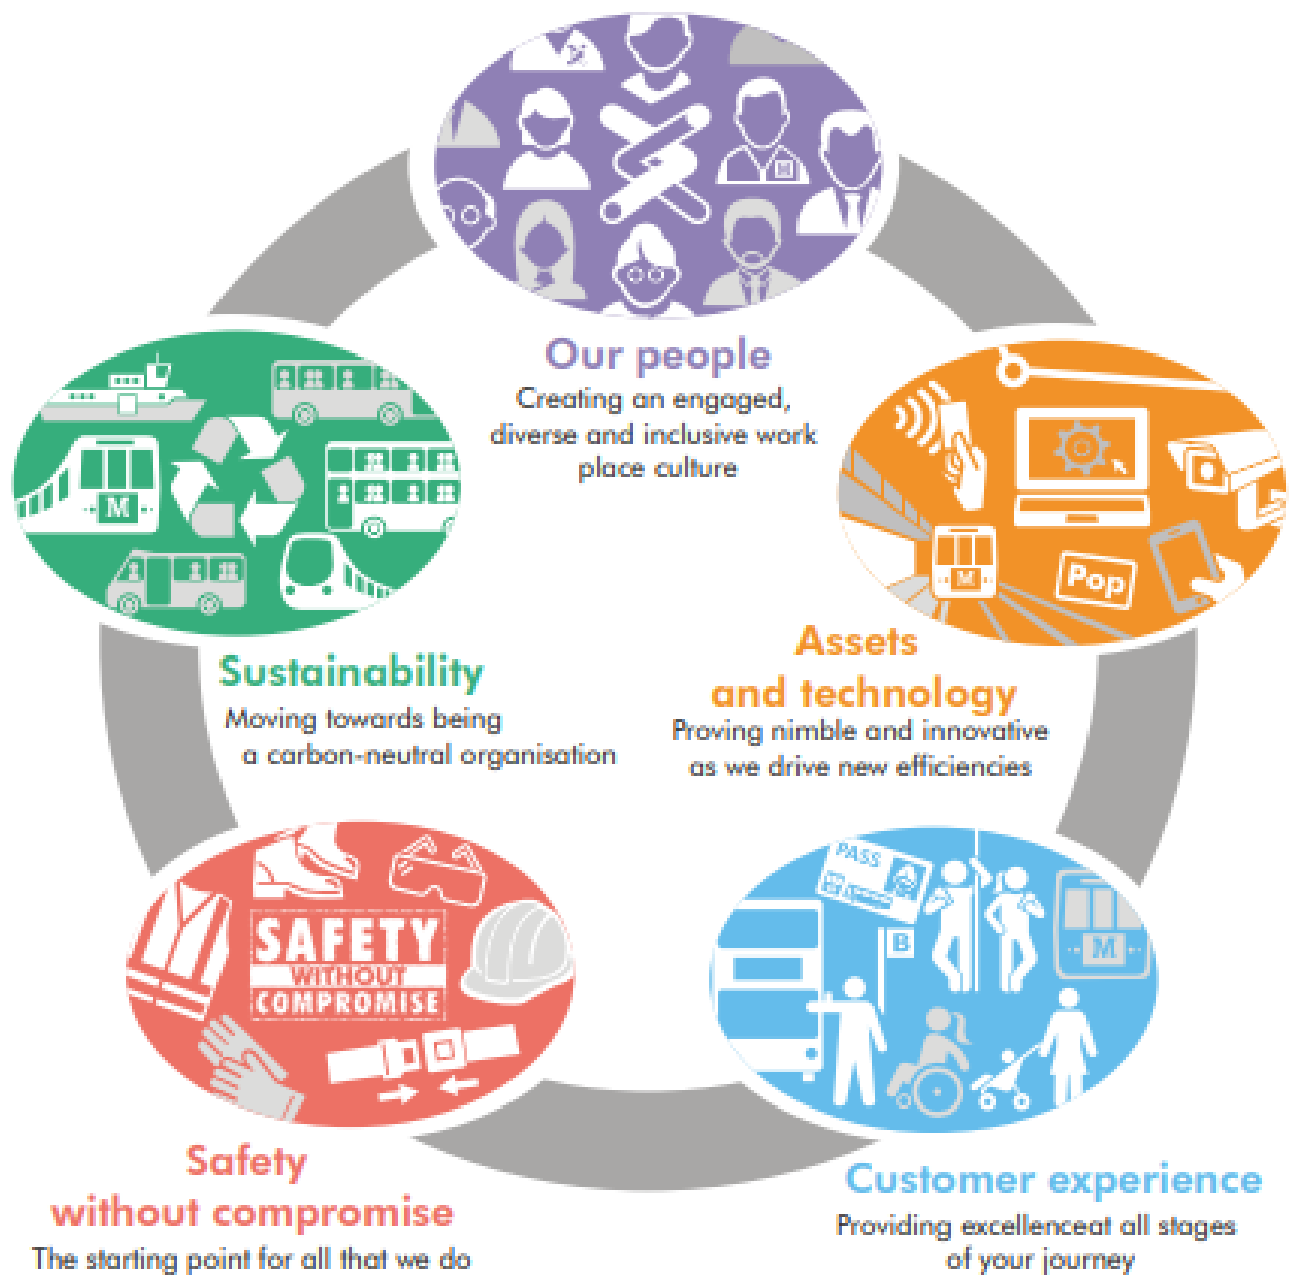 Our people
Creating an engaged,
diverse and inclusive work
place culture
M
M
Sustainability
Moving towards being
a carbon-neutral organisation
M
Pop
Assets
and technology
Proving nimble and innovative
as we drive new efficiencies
SAFETY
WITHOUT
COMPROMISE
Safety
without compromise
The starting point for all that we do
PASS
B
M
Customer experience
Providing excellenceat all stages
of your journey